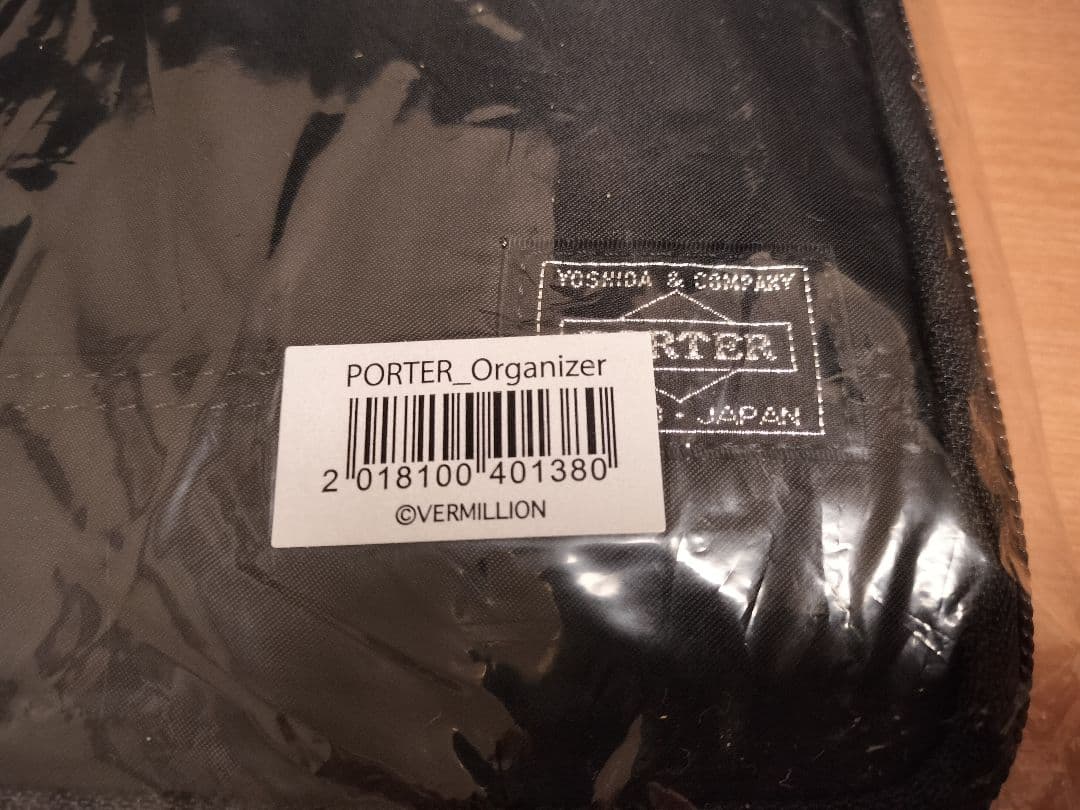 YOSHIDA & COMPANY
JAPAN
PORTER_Organizer
2 018100 401380
©VERMILLION